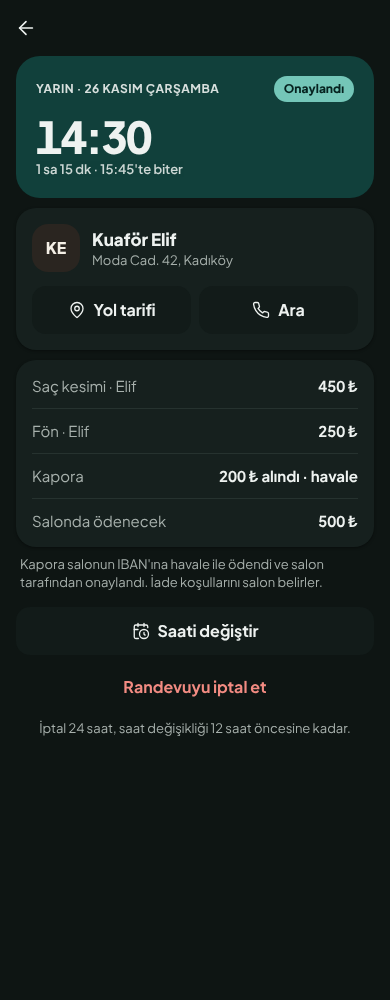 YARIN · 26 KASIM ÇARŞAMBA
Onaylandı
14:30
1 sa 15 dk · 15:45'te biter
KE
Kuaför Elif
Moda Cad. 42, Kadıköy
Yol tarifi
Ara
Saç kesimi · Elif 450 ₺
Fön · Elif 250 ₺
Kapora 200 ₺ alındı · havale
Salonda ödenecek 500 ₺
Kapora salonun IBAN'ına havale ile ödendi ve salon
tarafından onaylandı. İade koşullarını salon belirler.
Saati değiştir
Randevuyu iptal et
İptal 24 saat, saat değişikliği 12 saat öncesine kadar.